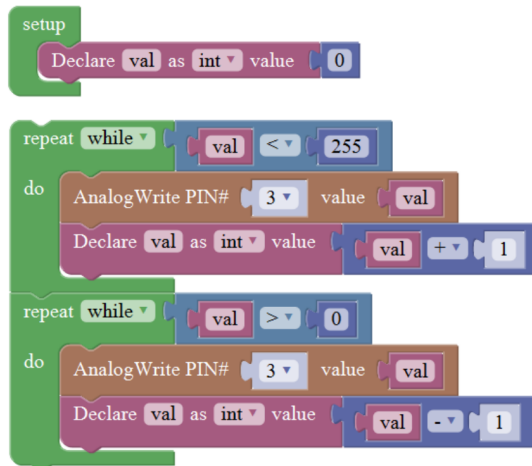 setup
Declare val as int value 0
repeat while val < 255
do AnalogWrite PIN# 3 value val
Declare val as int value val + 1
repeat while val > 0
do AnalogWrite PIN# 3 value val
Declare val as int value val - 1